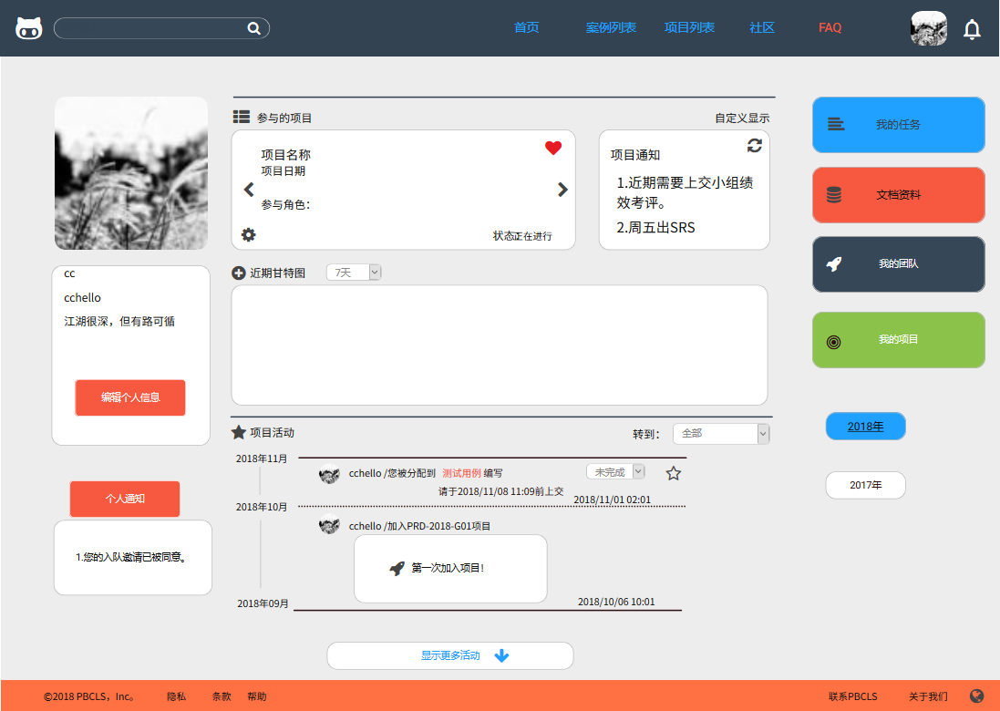 首页 案例列表 项目列表 社区 FAQ
参与的项目 自定义显示
项目名称
项目日期
参与角色：
状态正在进行
项目通知
1.近期需要上交小组绩
效考评。
2.周五出SRS
我的任务
文档资料
我的团队
我的项目
cc
cchello
江湖很深，但有路可循
编辑个人信息
近期甘特图 7天
项目活动 转到： 全部
2018年11月
cchello /您被分配到 测试用例 编写 未完成
请于2018/11/08 11:09前上交
2018/11/01 02:01
2018年10月
cchello /加入PRD-2018-G01项目
第一次加入项目！
2018/10/06 10:01
2018年09月
显示更多活动
2018年
2017年
个人通知
1.您的入队邀请已被同意。
©2018 PBCLS，Inc。 隐私 条款 帮助 联系PBCLS 关于我们